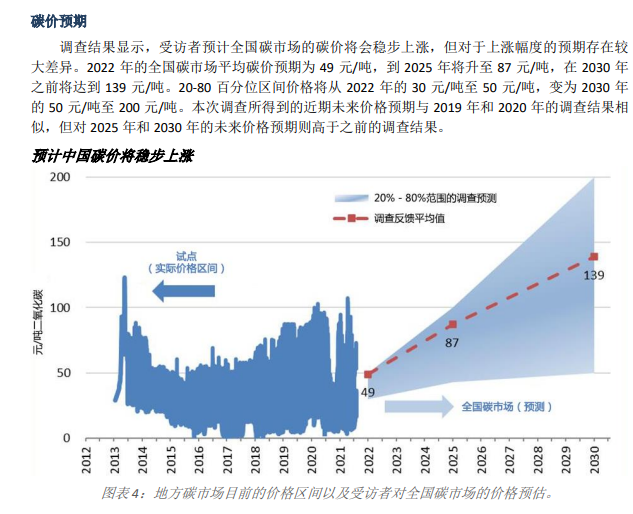 碳价预期
调查结果显示，受访者预计全国碳市场的碳价将会稳步上涨，但对于上涨幅度的预期存在较
大差异。2022 年的全国碳市场平均碳价预期为 49 元/吨，到 2025 年将升至 87 元/吨，在 2030 年
之前将达到 139 元/吨。20-80 百分位区间价格将从 2022 年的 30 元/吨至 50 元/吨，变为 2030 年
的 50 元/吨至 200 元/吨。本次调查所得到的近期未来价格预期与 2019 年和 2020 年的调查结果相
似，但对 2025 年和 2030 年的未来价格预期则高于之前的调查结果。
预计中国碳价将稳步上涨
200
150
100
50
0
元/吨二氧化碳
20% - 80%范围的调查预测
调查反馈平均值
试点
（实际价格区间）
49
87
139
全国碳市场（预测）
2012
2013
2014
2015
2016
2017
2018
2019
2020
2021
2022
2023
2024
2025
2026
2027
2028
2029
2030
图表 4：地方碳市场目前的价格区间以及受访者对全国碳市场的价格预估。